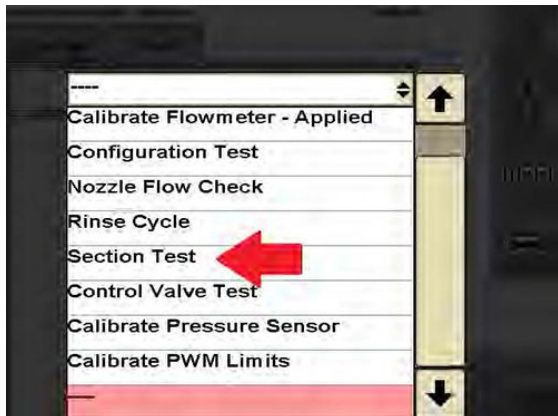 ----
Calibrate Flowmeter - Applied
Configuration Test
Nozzle Flow Check
Rinse Cycle
Section Test
Control Valve Test
Calibrate Pressure Sensor
Calibrate PWM Limits
----